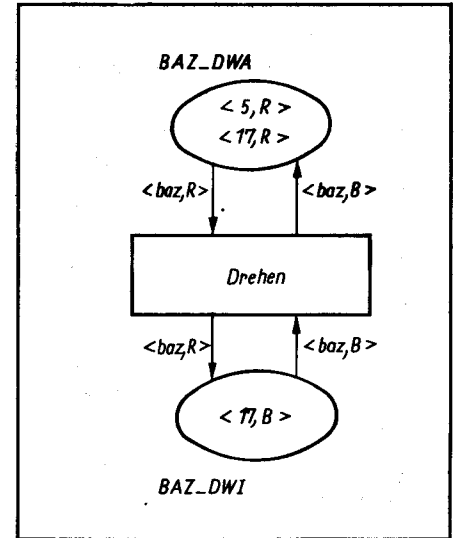 BAZ_DWA
< 5, R >
< 17, R >
<baz,R> <baz,B>
Drehen
<baz,R> <baz,B>
< 17, B >
BAZ_DWI